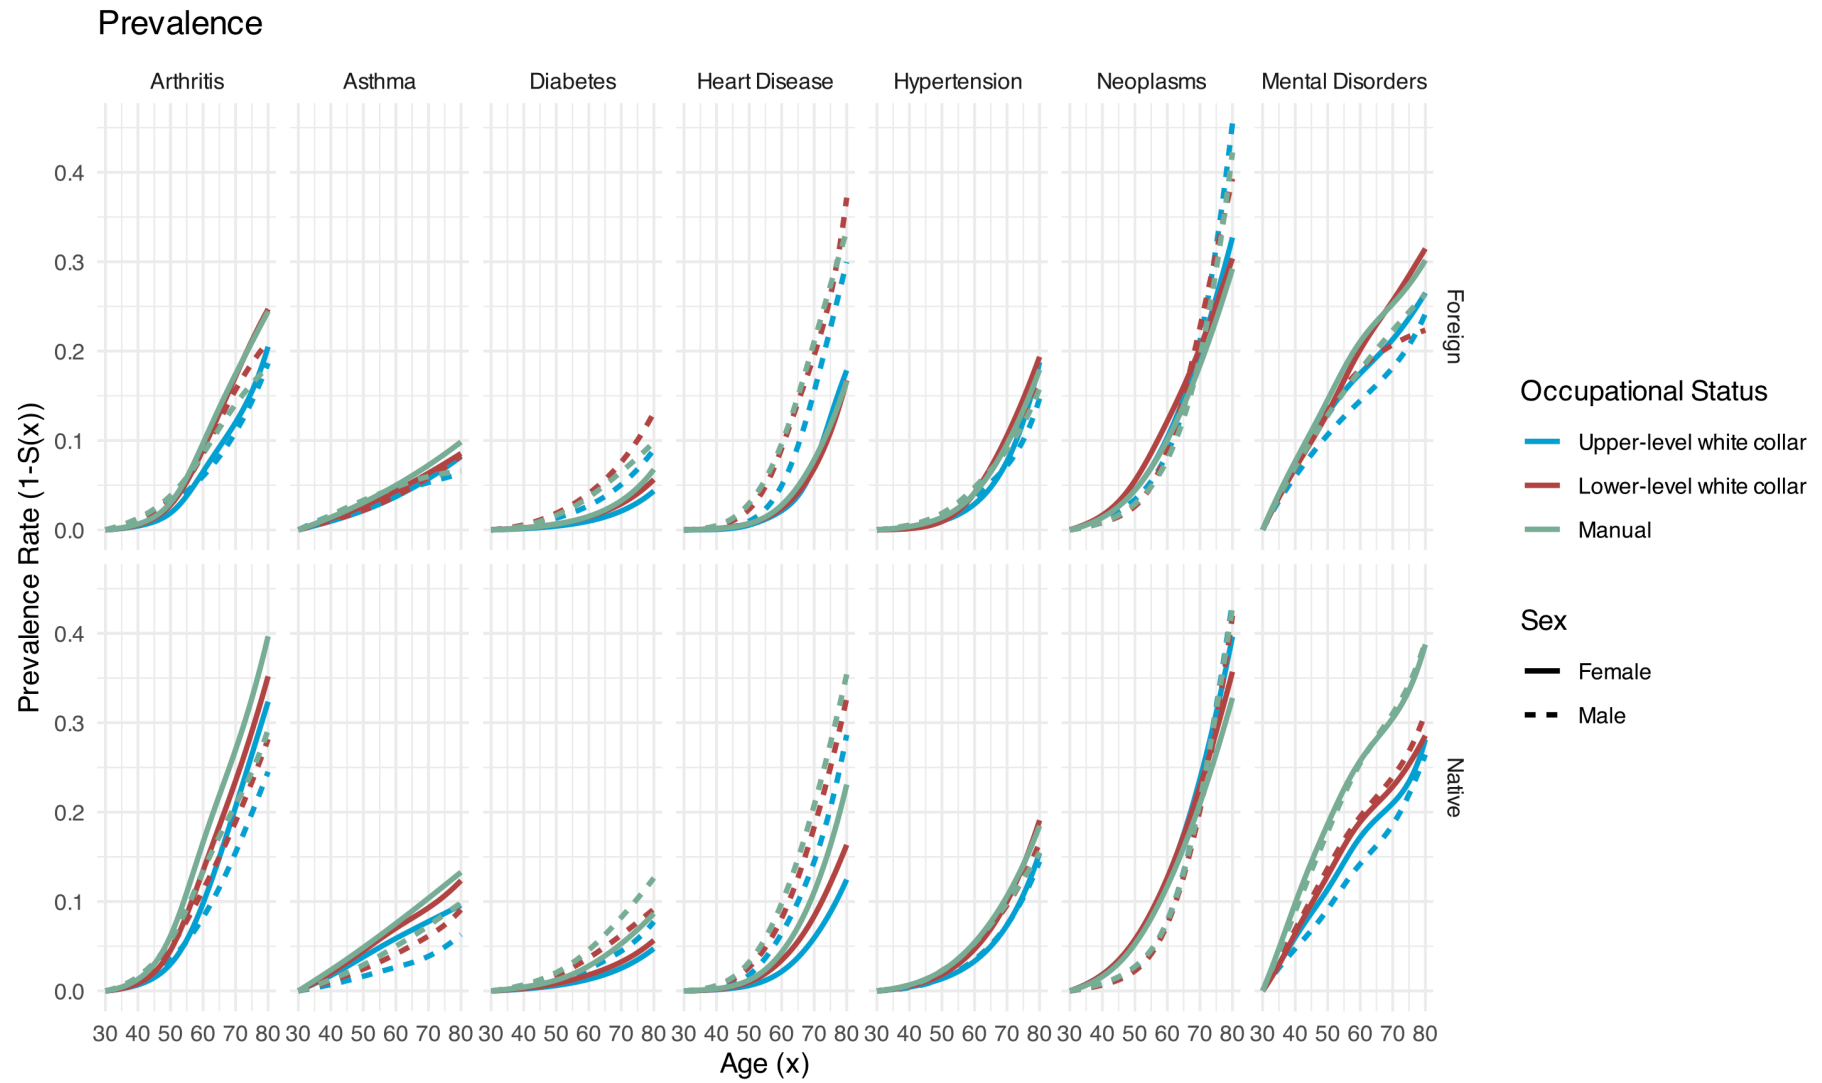 Prevalence
Arthritis Asthma Diabetes Heart Disease Hypertension Neoplasms Mental Disorders
0.4
0.3
0.2
0.1
0.0
Foreign
0.4
0.3
0.2
0.1
0.0
Native
Prevalence Rate (1-S(x))
30 40 50 60 70 80 30 40 50 60 70 80 30 40 50 60 70 80 30 40 50 60 70 80 30 40 50 60 70 80 30 40 50 60 70 80 30 40 50 60 70 80
Age (x)
Occupational Status
Upper-level white collar
Lower-level white collar
Manual
Sex
Female
Male